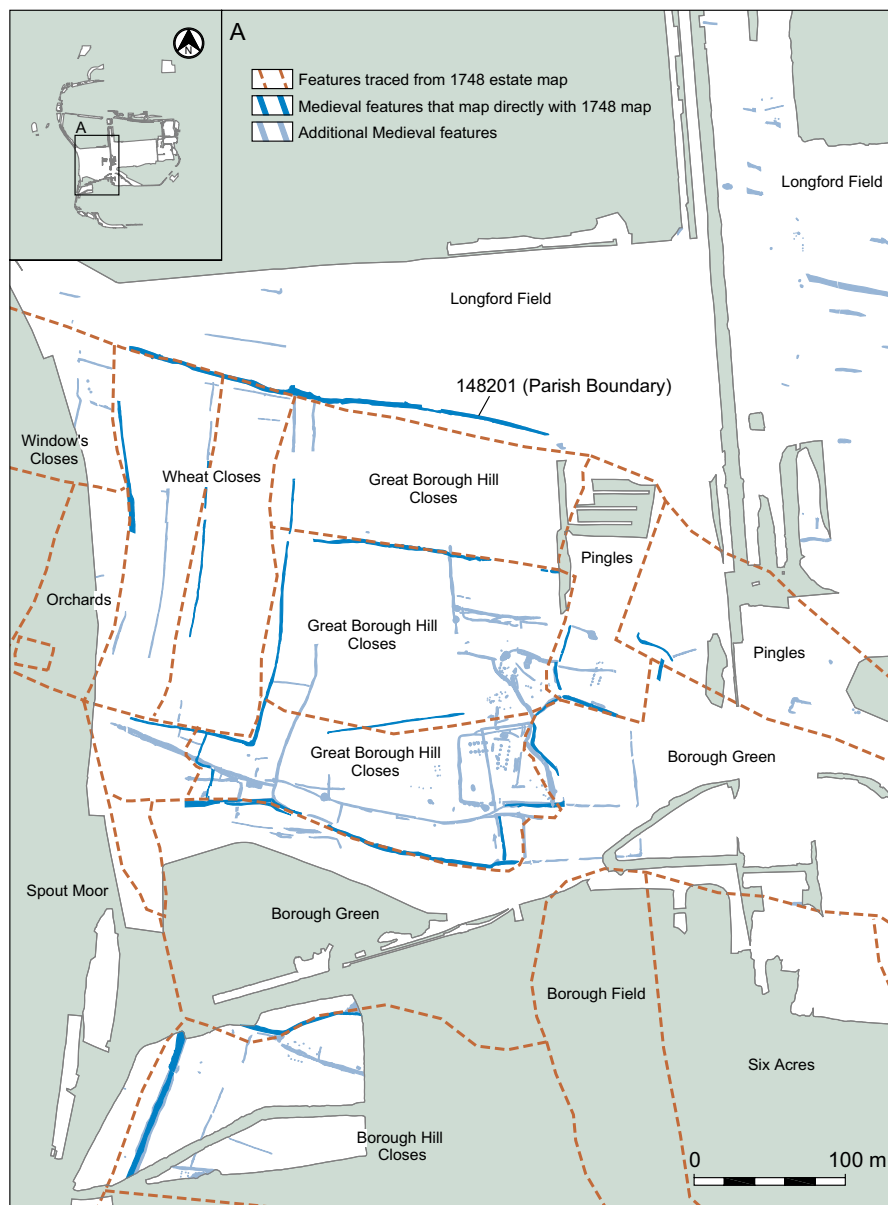 A
N
A
Features traced from 1748 estate map
Medieval features that map directly with 1748 map
Additional Medieval features
Longford Field
Longford Field
148201 (Parish Boundary)
Window's
Closes
Wheat Closes
Great Borough Hill
Closes
Pingles
Orchards
Great Borough Hill
Closes
Pingles
Great Borough Hill
Closes
Borough Green
Spout Moor
Borough Green
Borough Field
Six Acres
Borough Hill
Closes
0 100 m